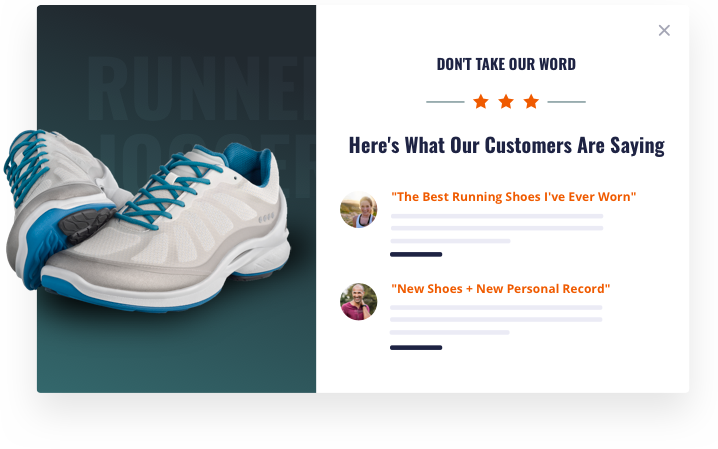 RUNNE
JOGGER
DON'T TAKE OUR WORD
Here's What Our Customers Are Saying
"The Best Running Shoes I've Ever Worn"
"New Shoes + New Personal Record"